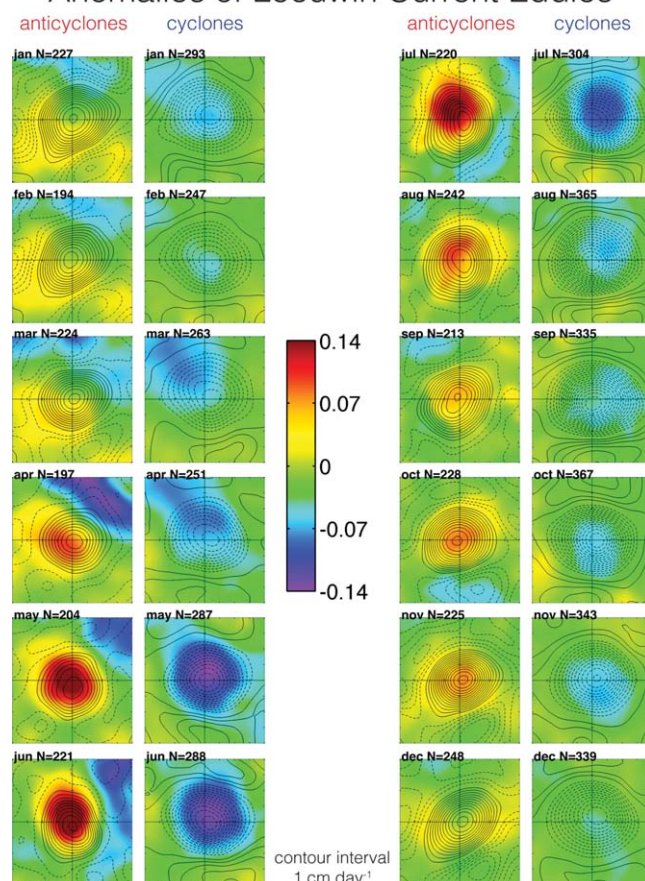 Anomalies of Leeuwin Current Eddies
anticyclones cyclones anticyclones cyclones
jan N=227 jan N=293 jul N=220 jul N=304
feb N=194 feb N=247 aug N=242 aug N=365
mar N=224 mar N=263 sep N=213 sep N=335
0.14
0.07
0
-0.07
-0.14
apr N=197 apr N=251 oct N=228 oct N=367
may N=204 may N=287 nov N=225 nov N=343
jun N=221 jun N=288 dec N=248 dec N=339
contour interval
1 cm day⁻¹